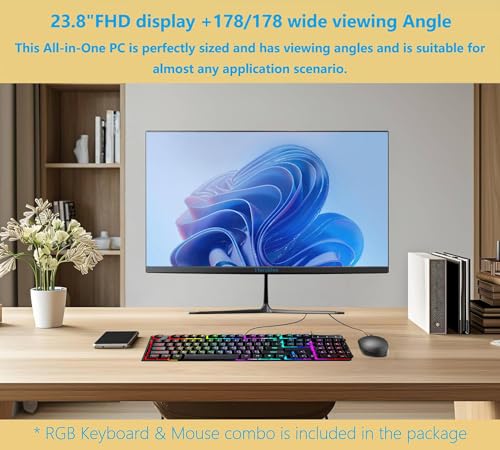 23.8"FHD display +178/178 wide viewing Angle
This All-in-One PC is perfectly sized and has viewing angles and is suitable for
almost any application scenario.
* RGB Keyboard & Mouse combo is included in the package